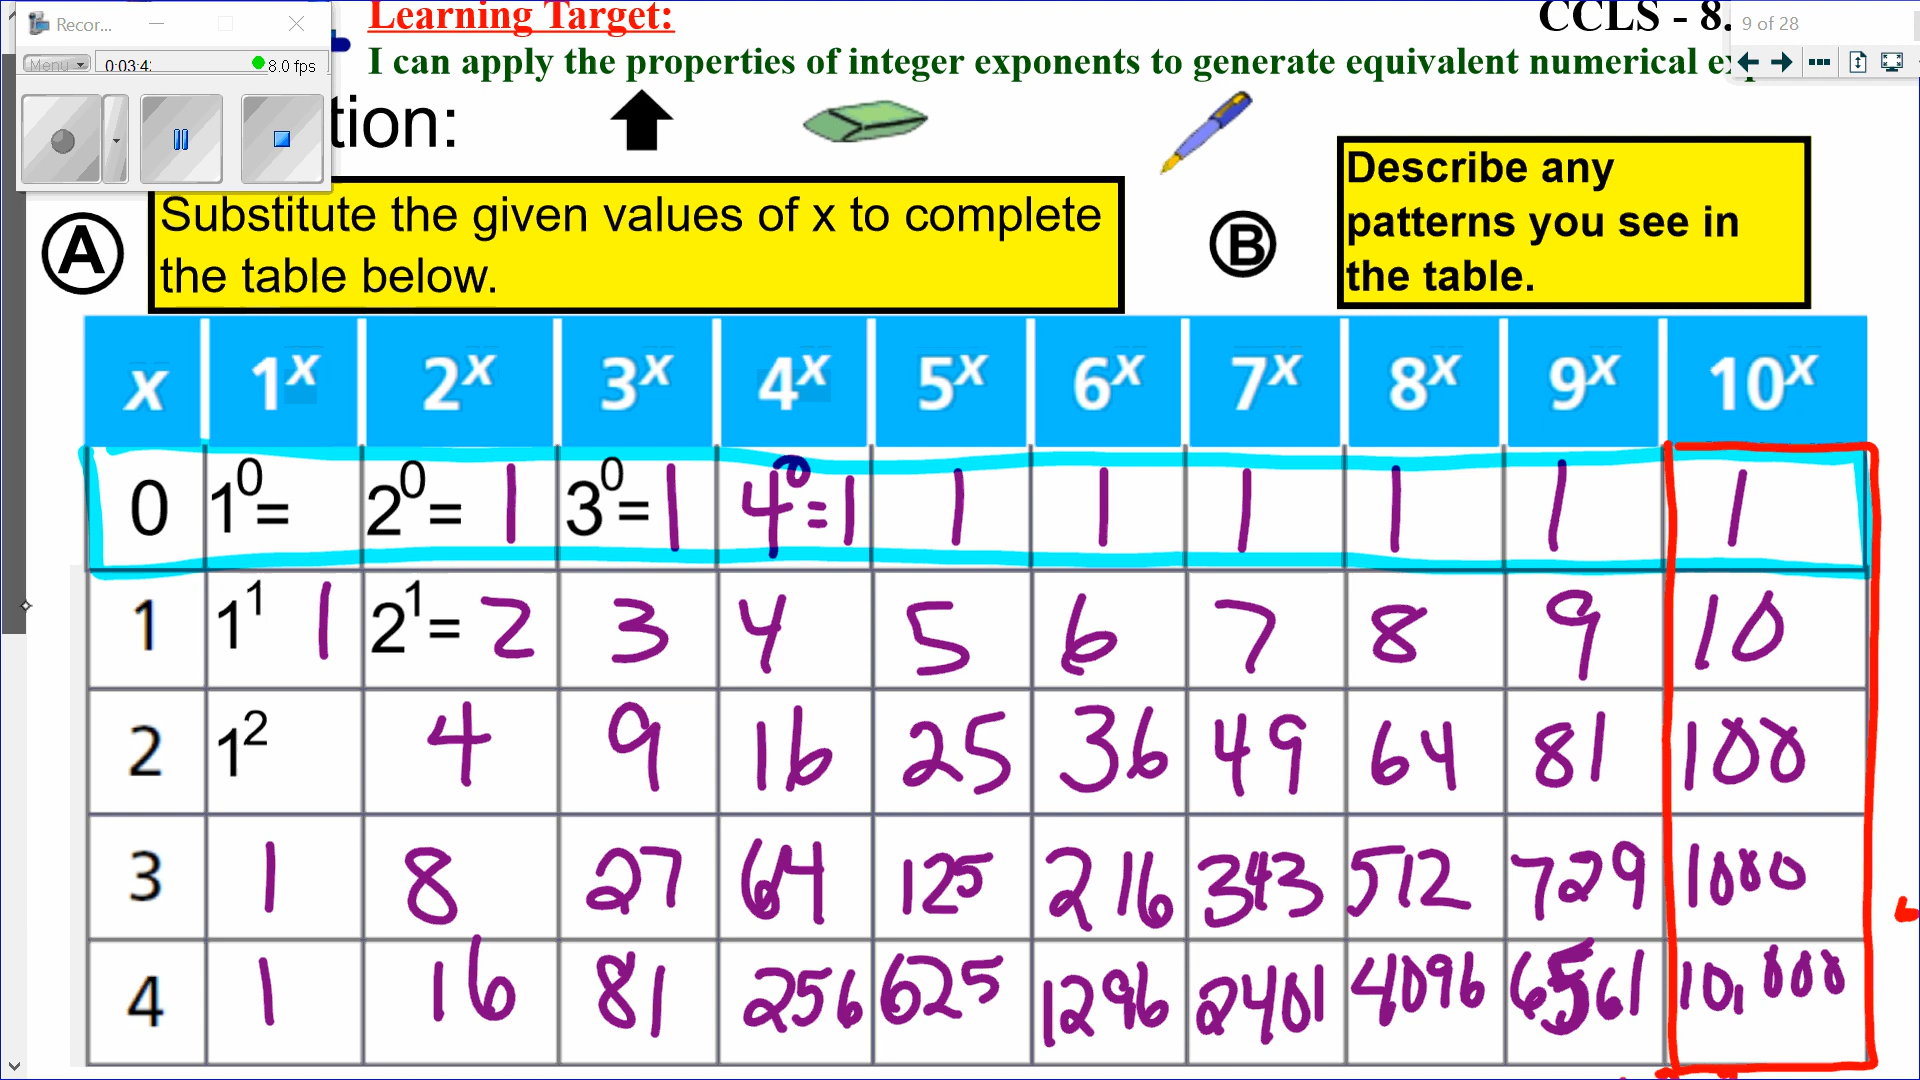 Recor...
Menu 0:03:4 8.0 fps
Learning Target:
CCLS - 8.
9 of 28
I can apply the properties of integer exponents to generate equivalent numerical
tion:
A Substitute the given values of x to complete
the table below.
B Describe any
patterns you see in
the table.
x 1ˣ 2ˣ 3ˣ 4ˣ 5ˣ 6ˣ 7ˣ 8ˣ 9ˣ 10ˣ
0 1⁰= 2⁰= 1 3⁰= 1 4⁰=1 1 1 1 1 1 1
1 1¹ 1 2¹= 2 3 4 5 6 7 8 9 10
2 1² 4 9 16 25 36 49 64 81 100
3 1 8 27 64 125 216 343 512 729 1000
4 1 16 81 256 625 1296 2401 4096 6561 10,000